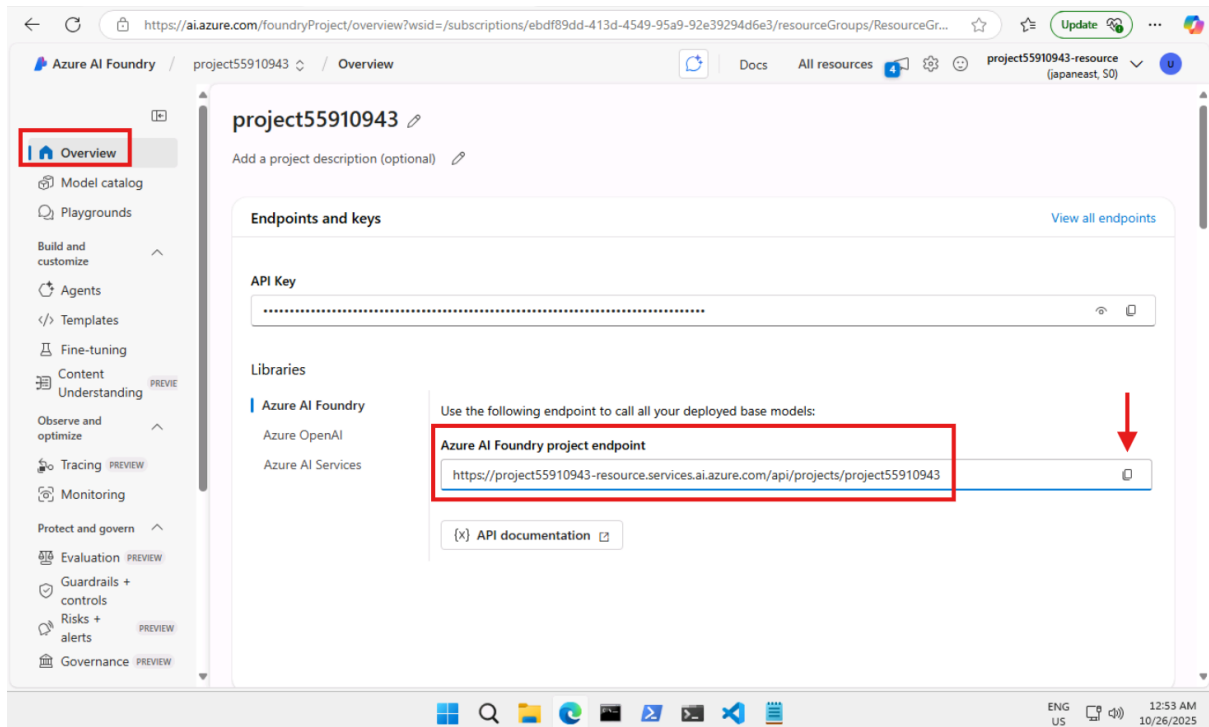 https://ai.azure.com/foundryProject/overview?wsid=/subscriptions/ebdf89dd-413d-4549-95a9-92e39294d6e3/resourceGroups/ResourceGr...
Update
Azure AI Foundry / project55910943 / Overview
Docs
All resources
4
project55910943-resource
(japaneast, S0)
U
Overview
Model catalog
Playgrounds
Build and
customize
Agents
Templates
Fine-tuning
Content
Understanding PREVIE
Observe and
optimize
Tracing PREVIEW
Monitoring
Protect and govern
Evaluation PREVIEW
Guardrails +
controls
Risks +
alerts PREVIEW
Governance PREVIEW
project55910943
Add a project description (optional)
Endpoints and keys
View all endpoints
API Key
Libraries
Azure AI Foundry
Azure OpenAI
Azure AI Services
Use the following endpoint to call all your deployed base models:
Azure AI Foundry project endpoint
https://project55910943-resource.services.ai.azure.com/api/projects/project55910943
{x} API documentation
ENG
US
12:53 AM
10/26/2025